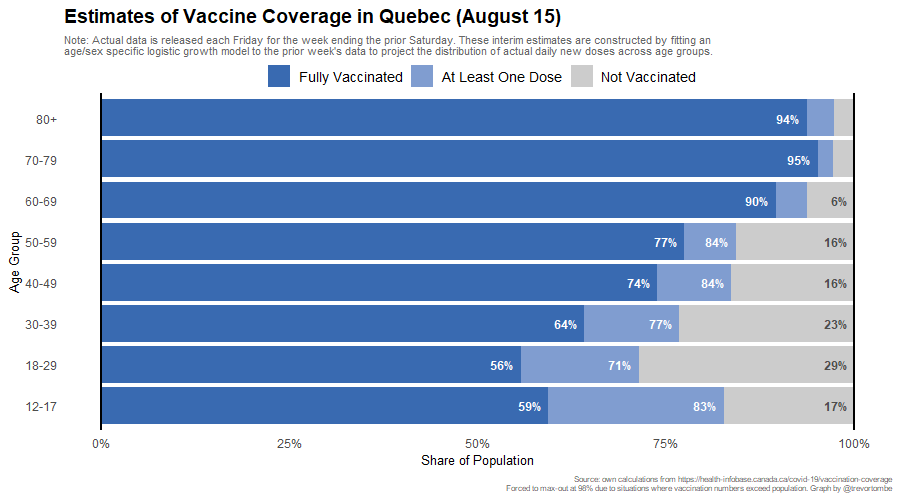 Estimates of Vaccine Coverage in Quebec (August 15)
Note: Actual data is released each Friday for the week ending the prior Saturday. These interim estimates are constructed by fitting an
age/sex specific logistic growth model to the prior week's data to project the distribution of actual daily new doses across age groups.
Fully Vaccinated At Least One Dose Not Vaccinated
Age Group
80+ 94%
70-79 95%
60-69 90% 6%
50-59 77% 84% 16%
40-49 74% 84% 16%
30-39 64% 77% 23%
18-29 56% 71% 29%
12-17 59% 83% 17%
0% 25% 50% 75% 100%
Share of Population
Source: own calculations from https://health-infobase.canada.ca/covid-19/vaccination-coverage
Forced to max-out at 98% due to situations where vaccination numbers exceed population. Graph by @trevortombe